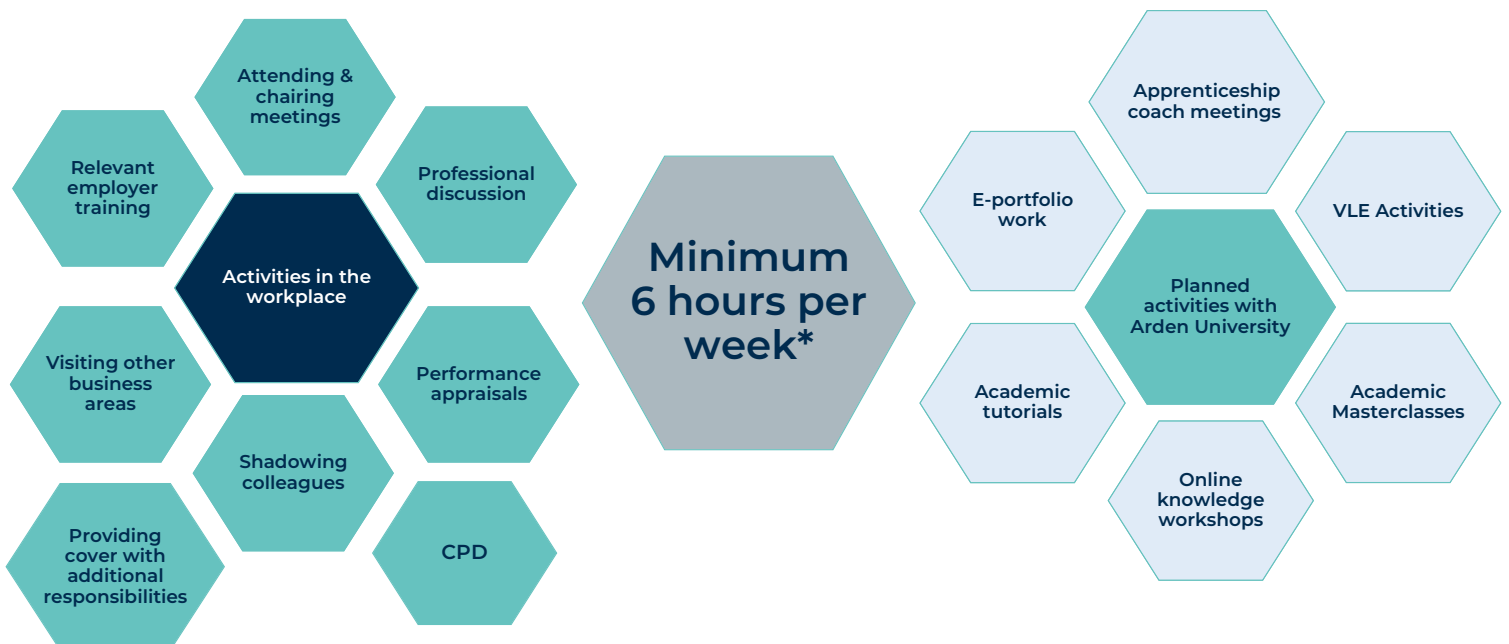 Attending &
chairing
meetings
Relevant
employer
training
Professional
discussion
Activities in the
workplace
Visiting other
business
areas
Performance
appraisals
Shadowing
colleagues
Providing
cover with
additional
responsibilities
CPD
Minimum
6 hours per
week*
Apprenticeship
coach meetings
E-portfolio
work
VLE Activities
Planned
activities with
Arden University
Academic
tutorials
Academic
Masterclasses
Online
knowledge
workshops